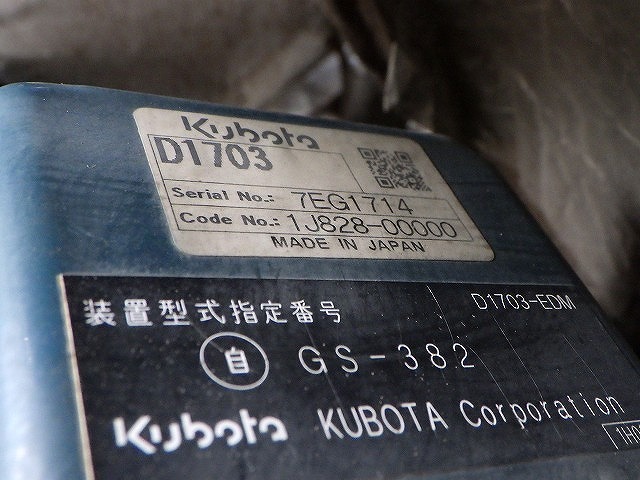 Kubota
D1703
Serial No.: 7EG1714
Code No.: 1J828-00000
MADE IN JAPAN
装置型式指定番号 D1703-EDM
自 GS-382
Kubota KUBOTA Corporation